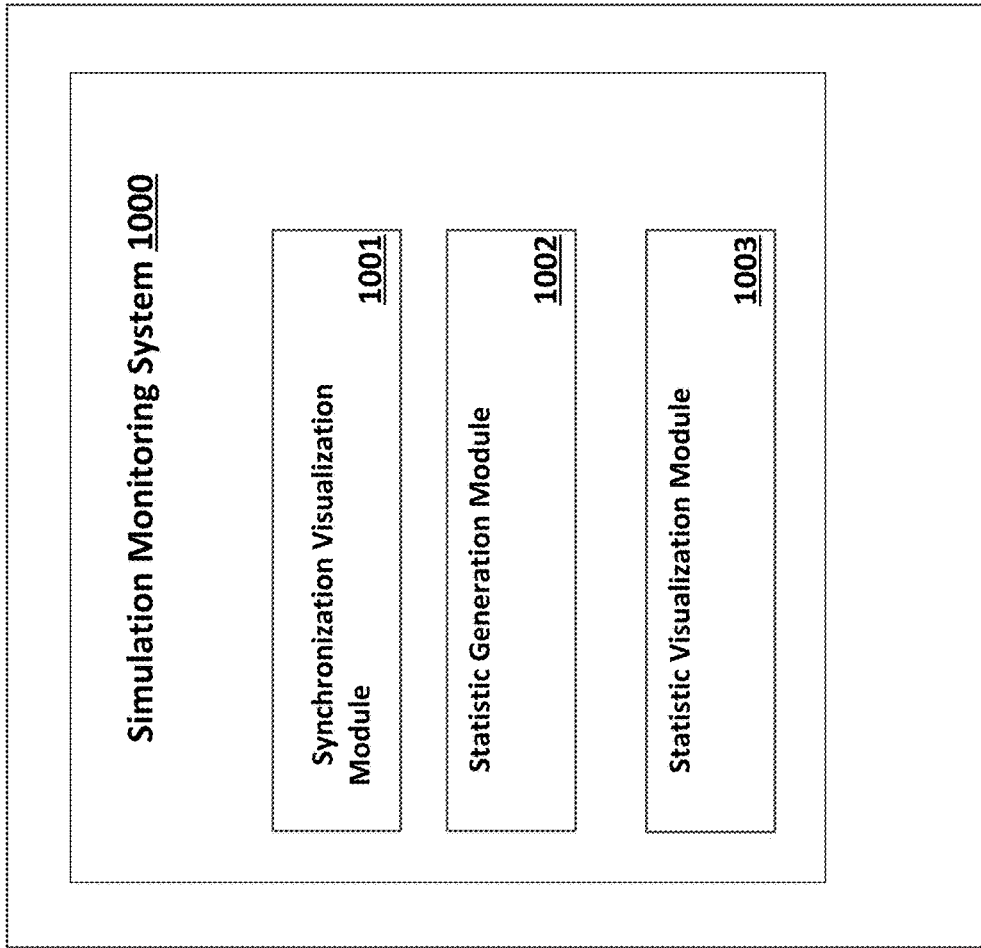 Simulation Monitoring System 1000
Synchronization Visualization
Module
1001
Statistic Generation Module
1002
Statistic Visualization Module
1003